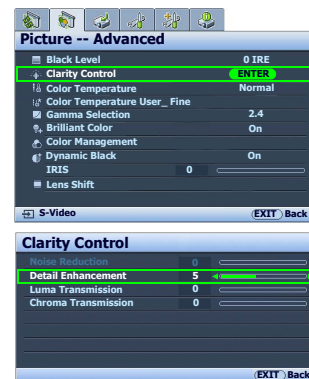 Picture -- Advanced
Black Level 0 IRE
Clarity Control ENTER
Color Temperature Normal
Color Temperature User_ Fine
Gamma Selection 2.4
Brilliant Color On
Color Management
Dynamic Black On
IRIS 0
Lens Shift
S-Video EXIT Back
Clarity Control
Noise Reduction 0
Detail Enhancement 5
Luma Transmission 0
Chroma Transmission 0
EXIT Back